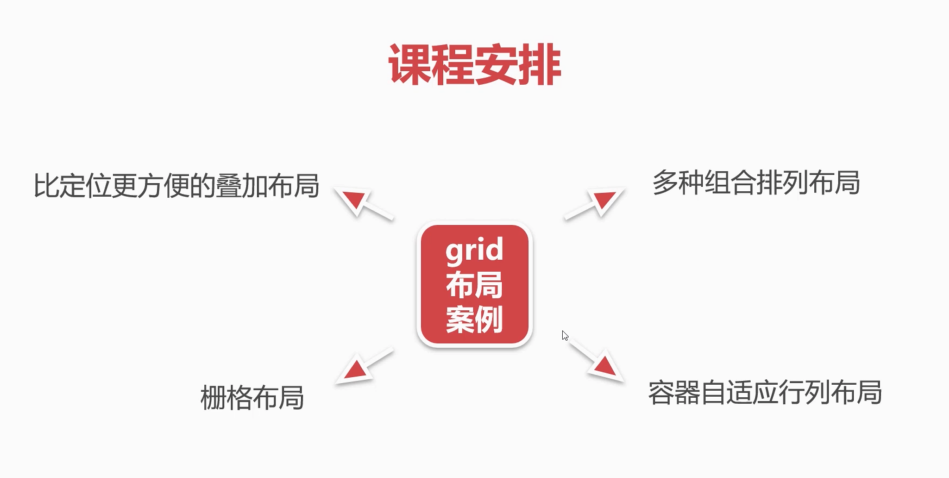 课程安排
比定位更方便的叠加布局
多种组合排列布局
grid
布局
案例
栅格布局
容器自适应行列布局